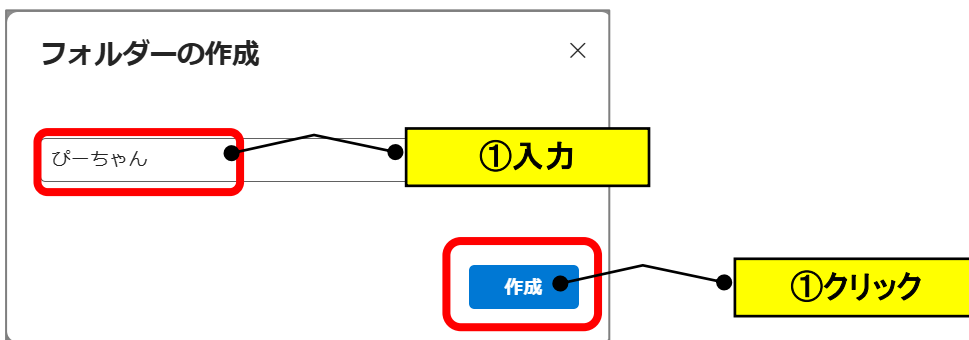 フォルダーの作成
ぴーちゃん
①入力
作成
①クリック